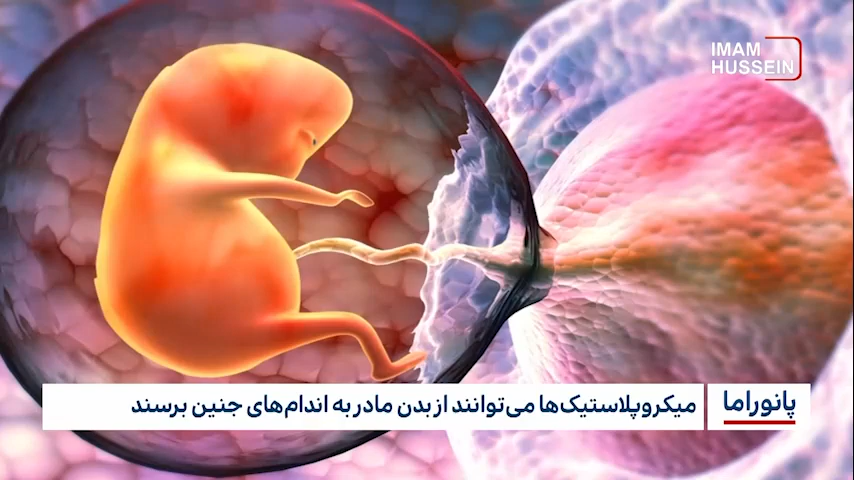 IMAM
HUSSEIN
پانوراما
میکروپلاستیک‌ها می‌توانند از بدن مادر به اندام‌های جنین برسند